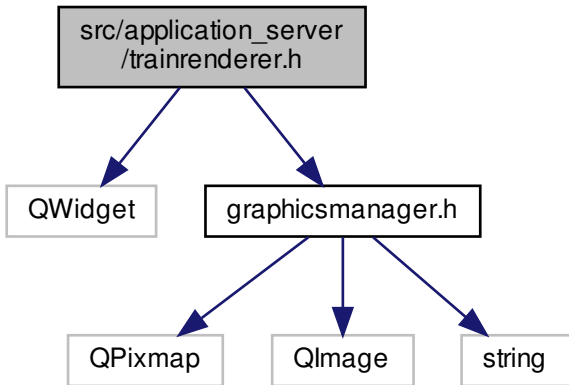 src/application_server
/trainrenderer.h
QWidget
graphicsmanager.h
QPixmap
QImage
string